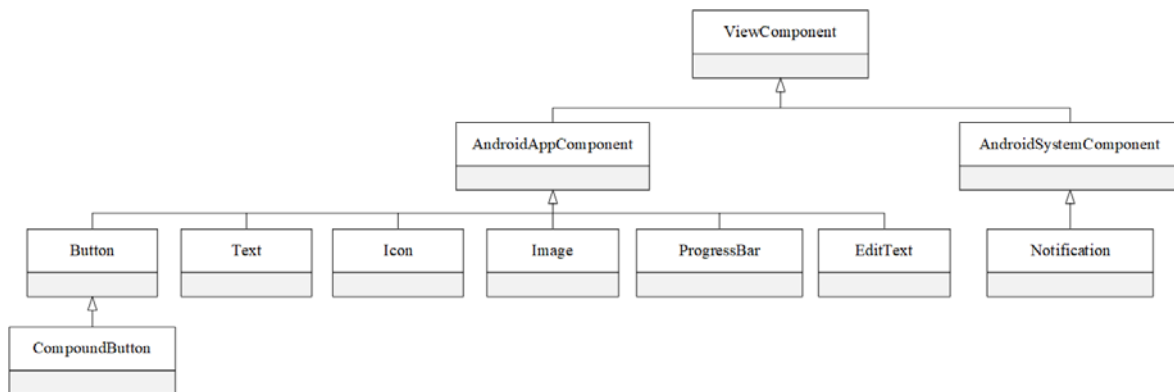 ViewComponent
AndroidAppComponent
AndroidSystemComponent
Button
Text
Icon
Image
ProgressBar
EditText
Notification
CompoundButton